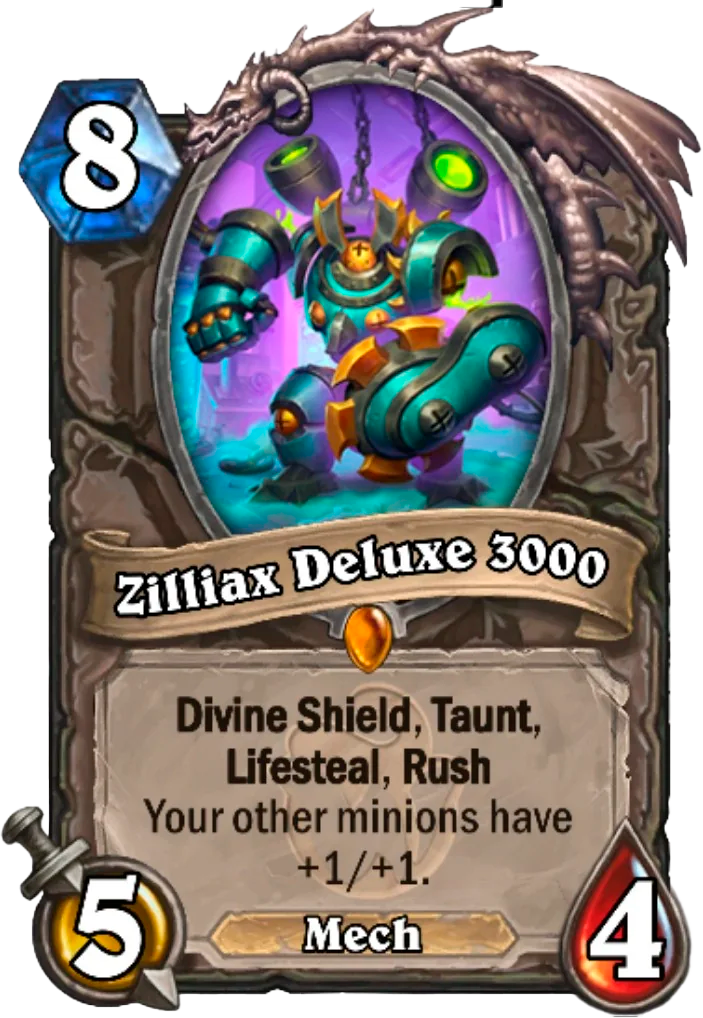 8
Zilliax Deluxe 3000
Divine Shield, Taunt,
Lifesteal, Rush
Your other minions have
+1/+1.
Mech
5
4